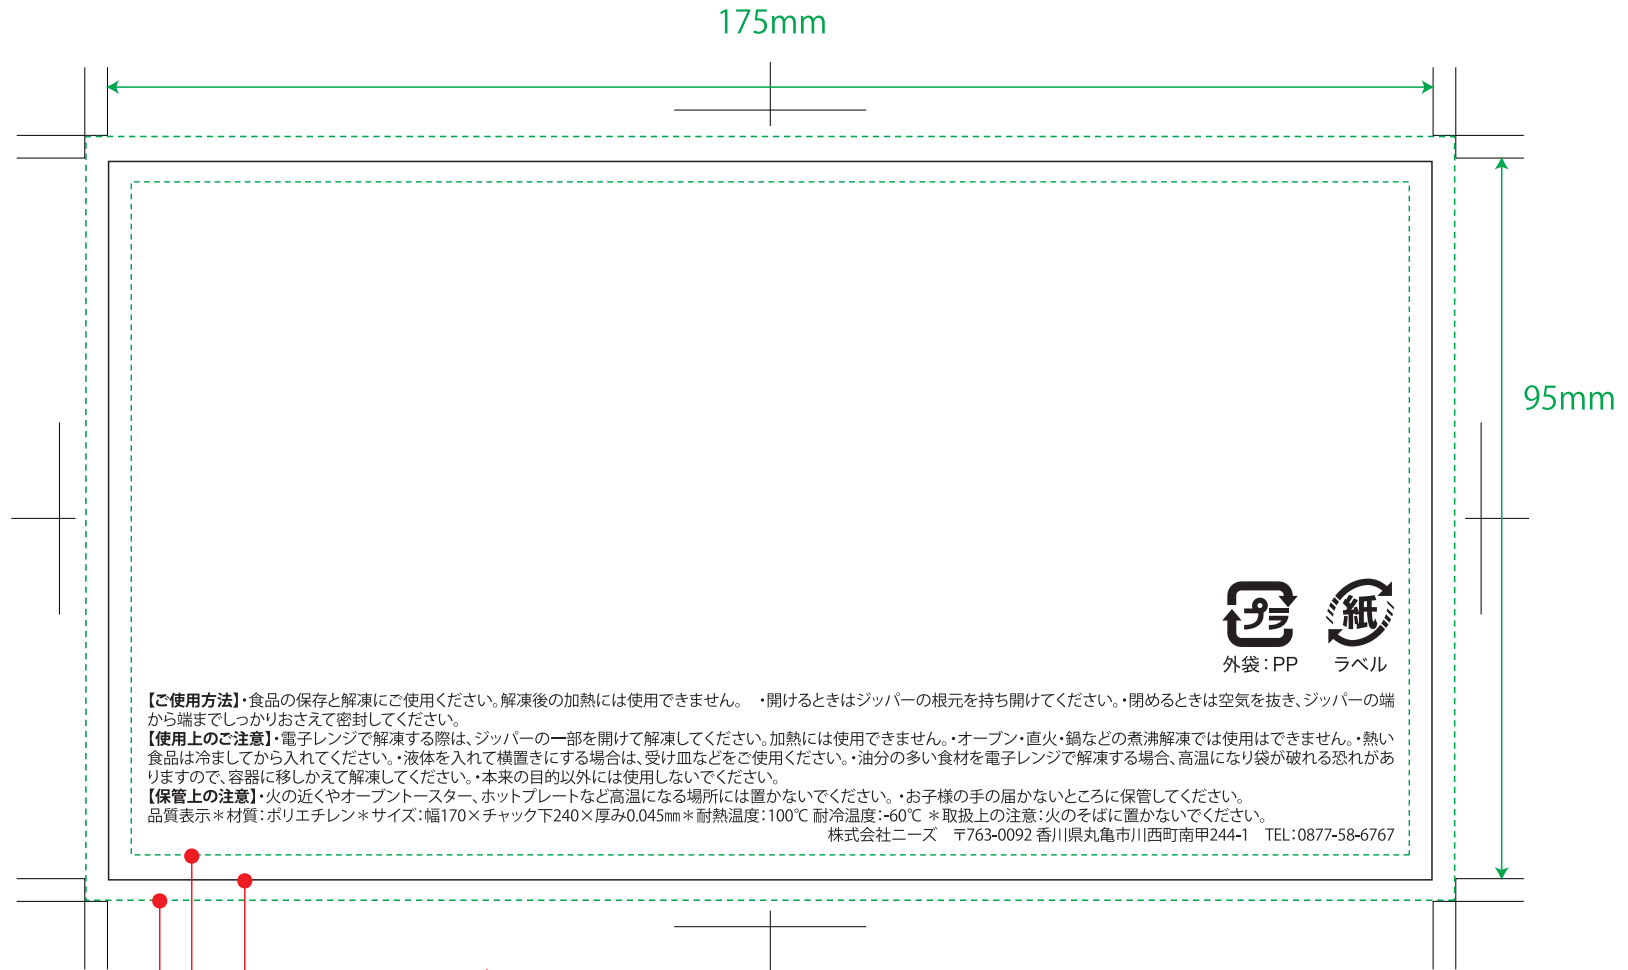 175mm
95mm
プラ
紙
外袋：PP
ラベル
【ご使用方法】・食品の保存と解凍にご使用ください。解凍後の加熱には使用できません。　・開けるときはジッパーの根元を持ち開けてください。・閉めるときは空気を抜き、ジッパーの端
から端までしっかりおさえて密封してください。
【使用上のご注意】・電子レンジで解凍する際は、ジッパーの一部を開けて解凍してください。加熱には使用できません。・オーブン・直火・鍋などの煮沸解凍では使用はできません。・熱い
食品は冷ましてから入れてください。・液体を入れて横置きにする場合は、受け皿などをご使用ください。・油分の多い食材を電子レンジで解凍する場合、高温になり袋が破れる恐れがあ
りますので、容器に移しかえて解凍してください。・本来の目的以外には使用しないでください。
【保管上の注意】・火の近くやオーブントースター、ホットプレートなど高温になる場所には置かないでください。・お子様の手の届かないところに保管してください。
品質表示＊材質：ポリエチレン＊サイズ：幅170×チャック下240×厚み0.045㎜＊耐熱温度：100℃ 耐冷温度：-60℃ ＊取扱上の注意：火のそばに置かないでください。
株式会社ニーズ　〒763-0092 香川県丸亀市川西町南甲244-1　TEL：0877-58-6767